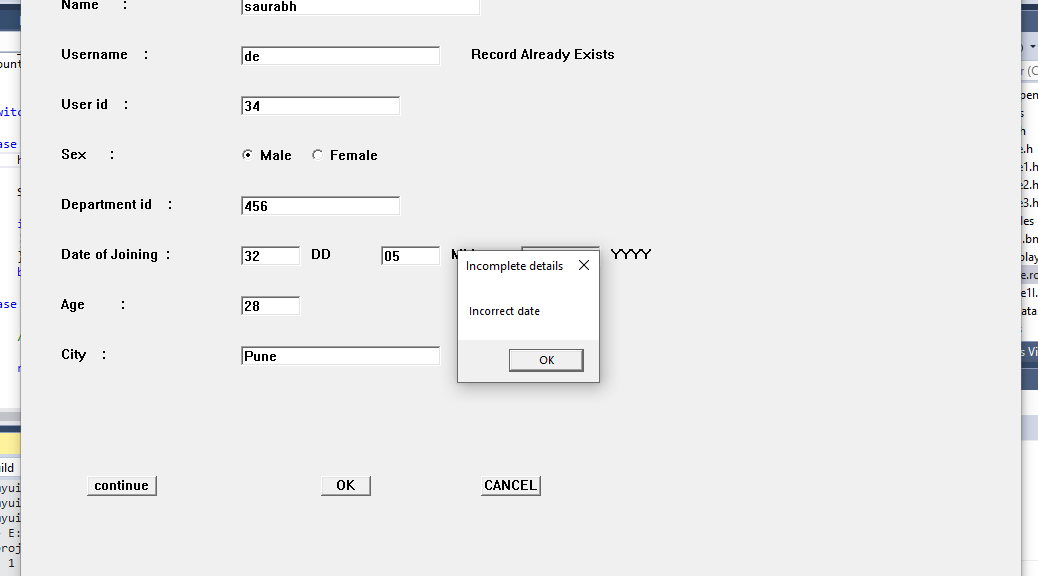 Name :
saurabh
Username :
de
Record Already Exists
User id :
34
Sex :
Male
Female
Department id :
456
Date of Joining :
32
DD
05
YYYY
Age :
28
City :
Pune
Incomplete details
Incorrect date
OK
continue
OK
CANCEL